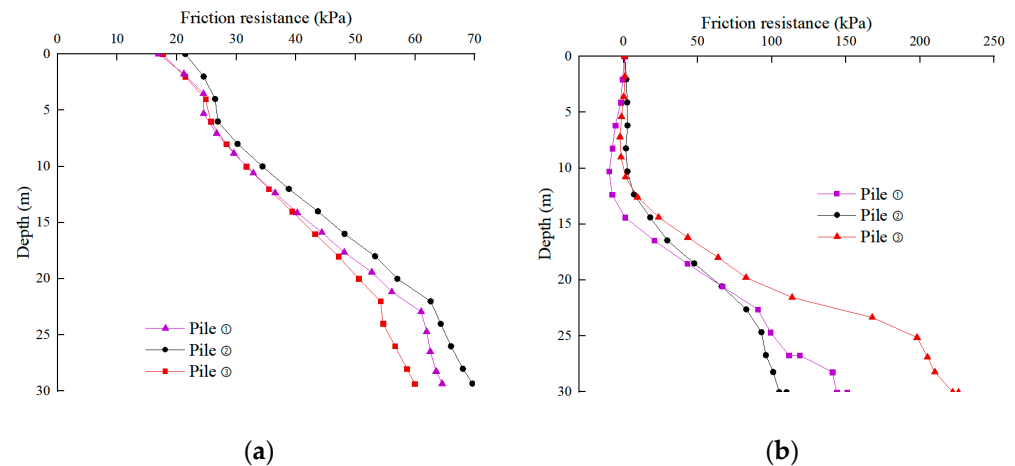 Friction resistance (kPa)
0 10 20 30 40 50 60 70
0
5
10
15
20
25
30
Depth (m)
Pile ①
Pile ②
Pile ③
(a)
Friction resistance (kPa)
0 50 100 150 200 250
0
5
10
15
20
25
30
Depth (m)
Pile ①
Pile ②
Pile ③
(b)